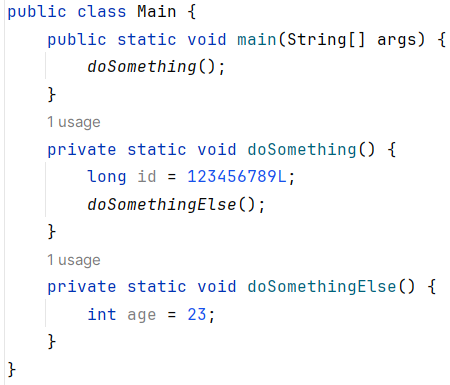 public class Main {
    public static void main(String[] args) {
        doSomething();
    }
    1 usage
    private static void doSomething() {
        long id = 123456789L;
        doSomethingElse();
    }
    1 usage
    private static void doSomethingElse() {
        int age = 23;
    }
}